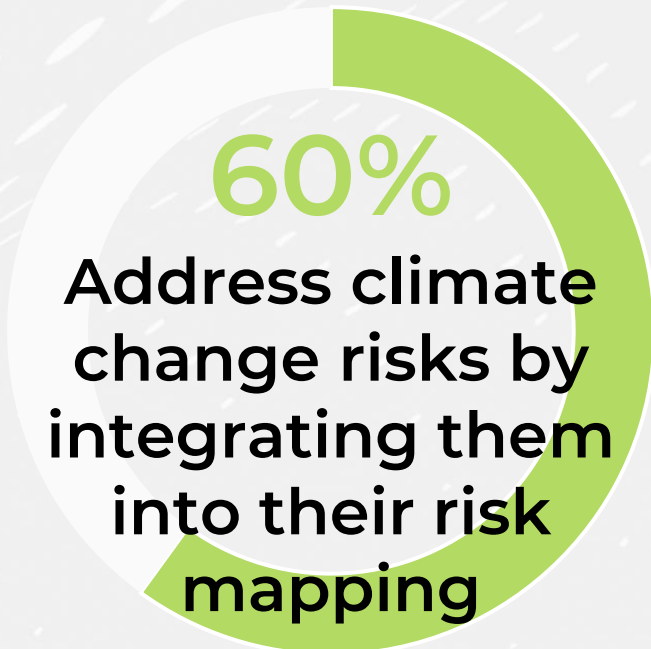 60%
Address climate
change risks by
integrating them
into their risk
mapping